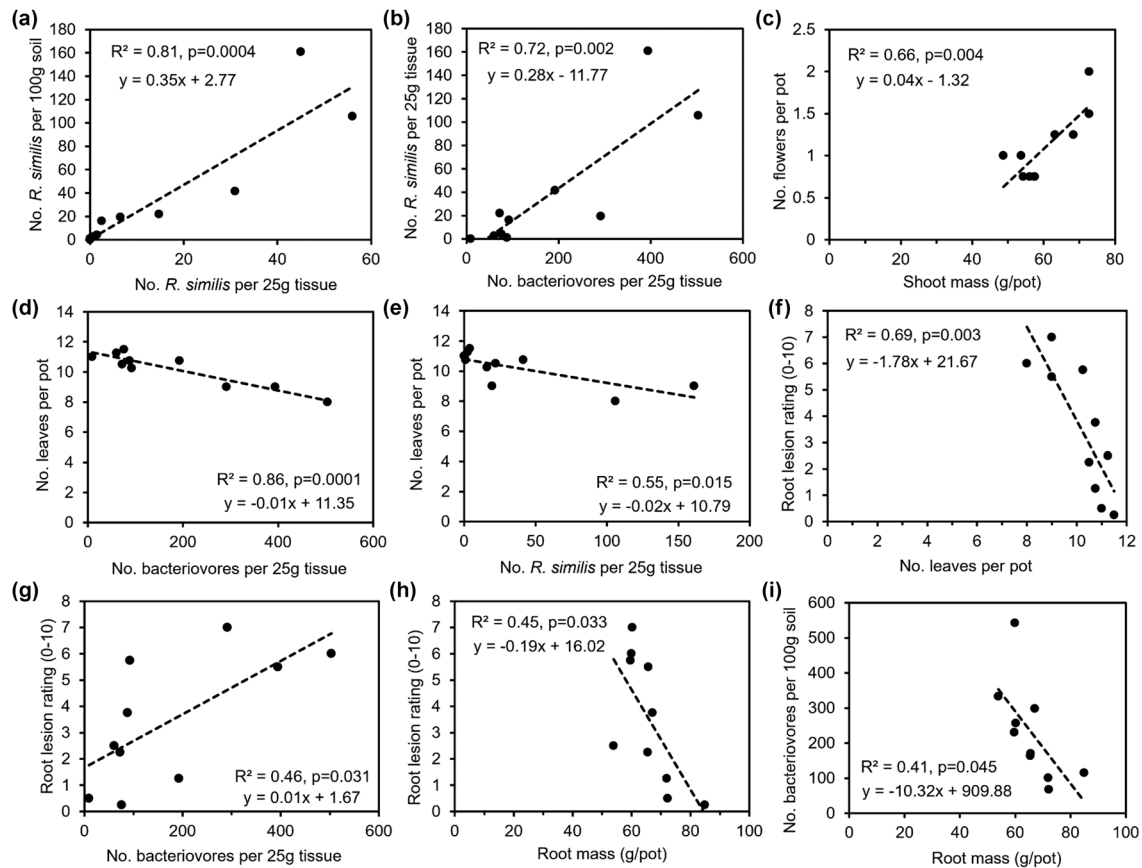 (a)
R² = 0.81, p=0.0004
y = 0.35x + 2.77
No. R. similis per 100g soil
180
160
140
120
100
80
60
40
20
0
0 20 40 60
No. R. similis per 25g tissue
(b)
R² = 0.72, p=0.002
y = 0.28x - 11.77
No. R. similis per 25g tissue
180
160
140
120
100
80
60
40
20
0
0 200 400 600
No. bacteriovores per 25g tissue
(c)
R² = 0.66, p=0.004
y = 0.04x - 1.32
No. flowers per pot
2.5
2
1.5
1
0.5
0
0 20 40 60 80
Shoot mass (g/pot)
(d)
No. leaves per pot
14
12
10
8
6
4
2
0
R² = 0.86, p=0.0001
y = -0.01x + 11.35
0 200 400 600
No. bacteriovores per 25g tissue
(e)
No. leaves per pot
14
12
10
8
6
4
2
0
R² = 0.55, p=0.015
y = -0.02x + 10.79
0 50 100 150 200
No. R. similis per 25g tissue
(f)
R² = 0.69, p=0.003
y = -1.78x + 21.67
Root lesion rating (0-10)
8
7
6
5
4
3
2
1
0
0 2 4 6 8 10 12
No. leaves per pot
(g)
Root lesion rating (0-10)
8
7
6
5
4
3
2
1
0
R² = 0.46, p=0.031
y = 0.01x + 1.67
0 200 400 600
No. bacteriovores per 25g tissue
(h)
R² = 0.45, p=0.033
y = -0.19x + 16.02
Root lesion rating (0-10)
8
7
6
5
4
3
2
1
0
0 20 40 60 80 100
Root mass (g/pot)
(i)
No. bacteriovores per 100g soil
600
500
400
300
200
100
0
R² = 0.41, p=0.045
y = -10.32x + 909.88
0 20 40 60 80 100
Root mass (g/pot)